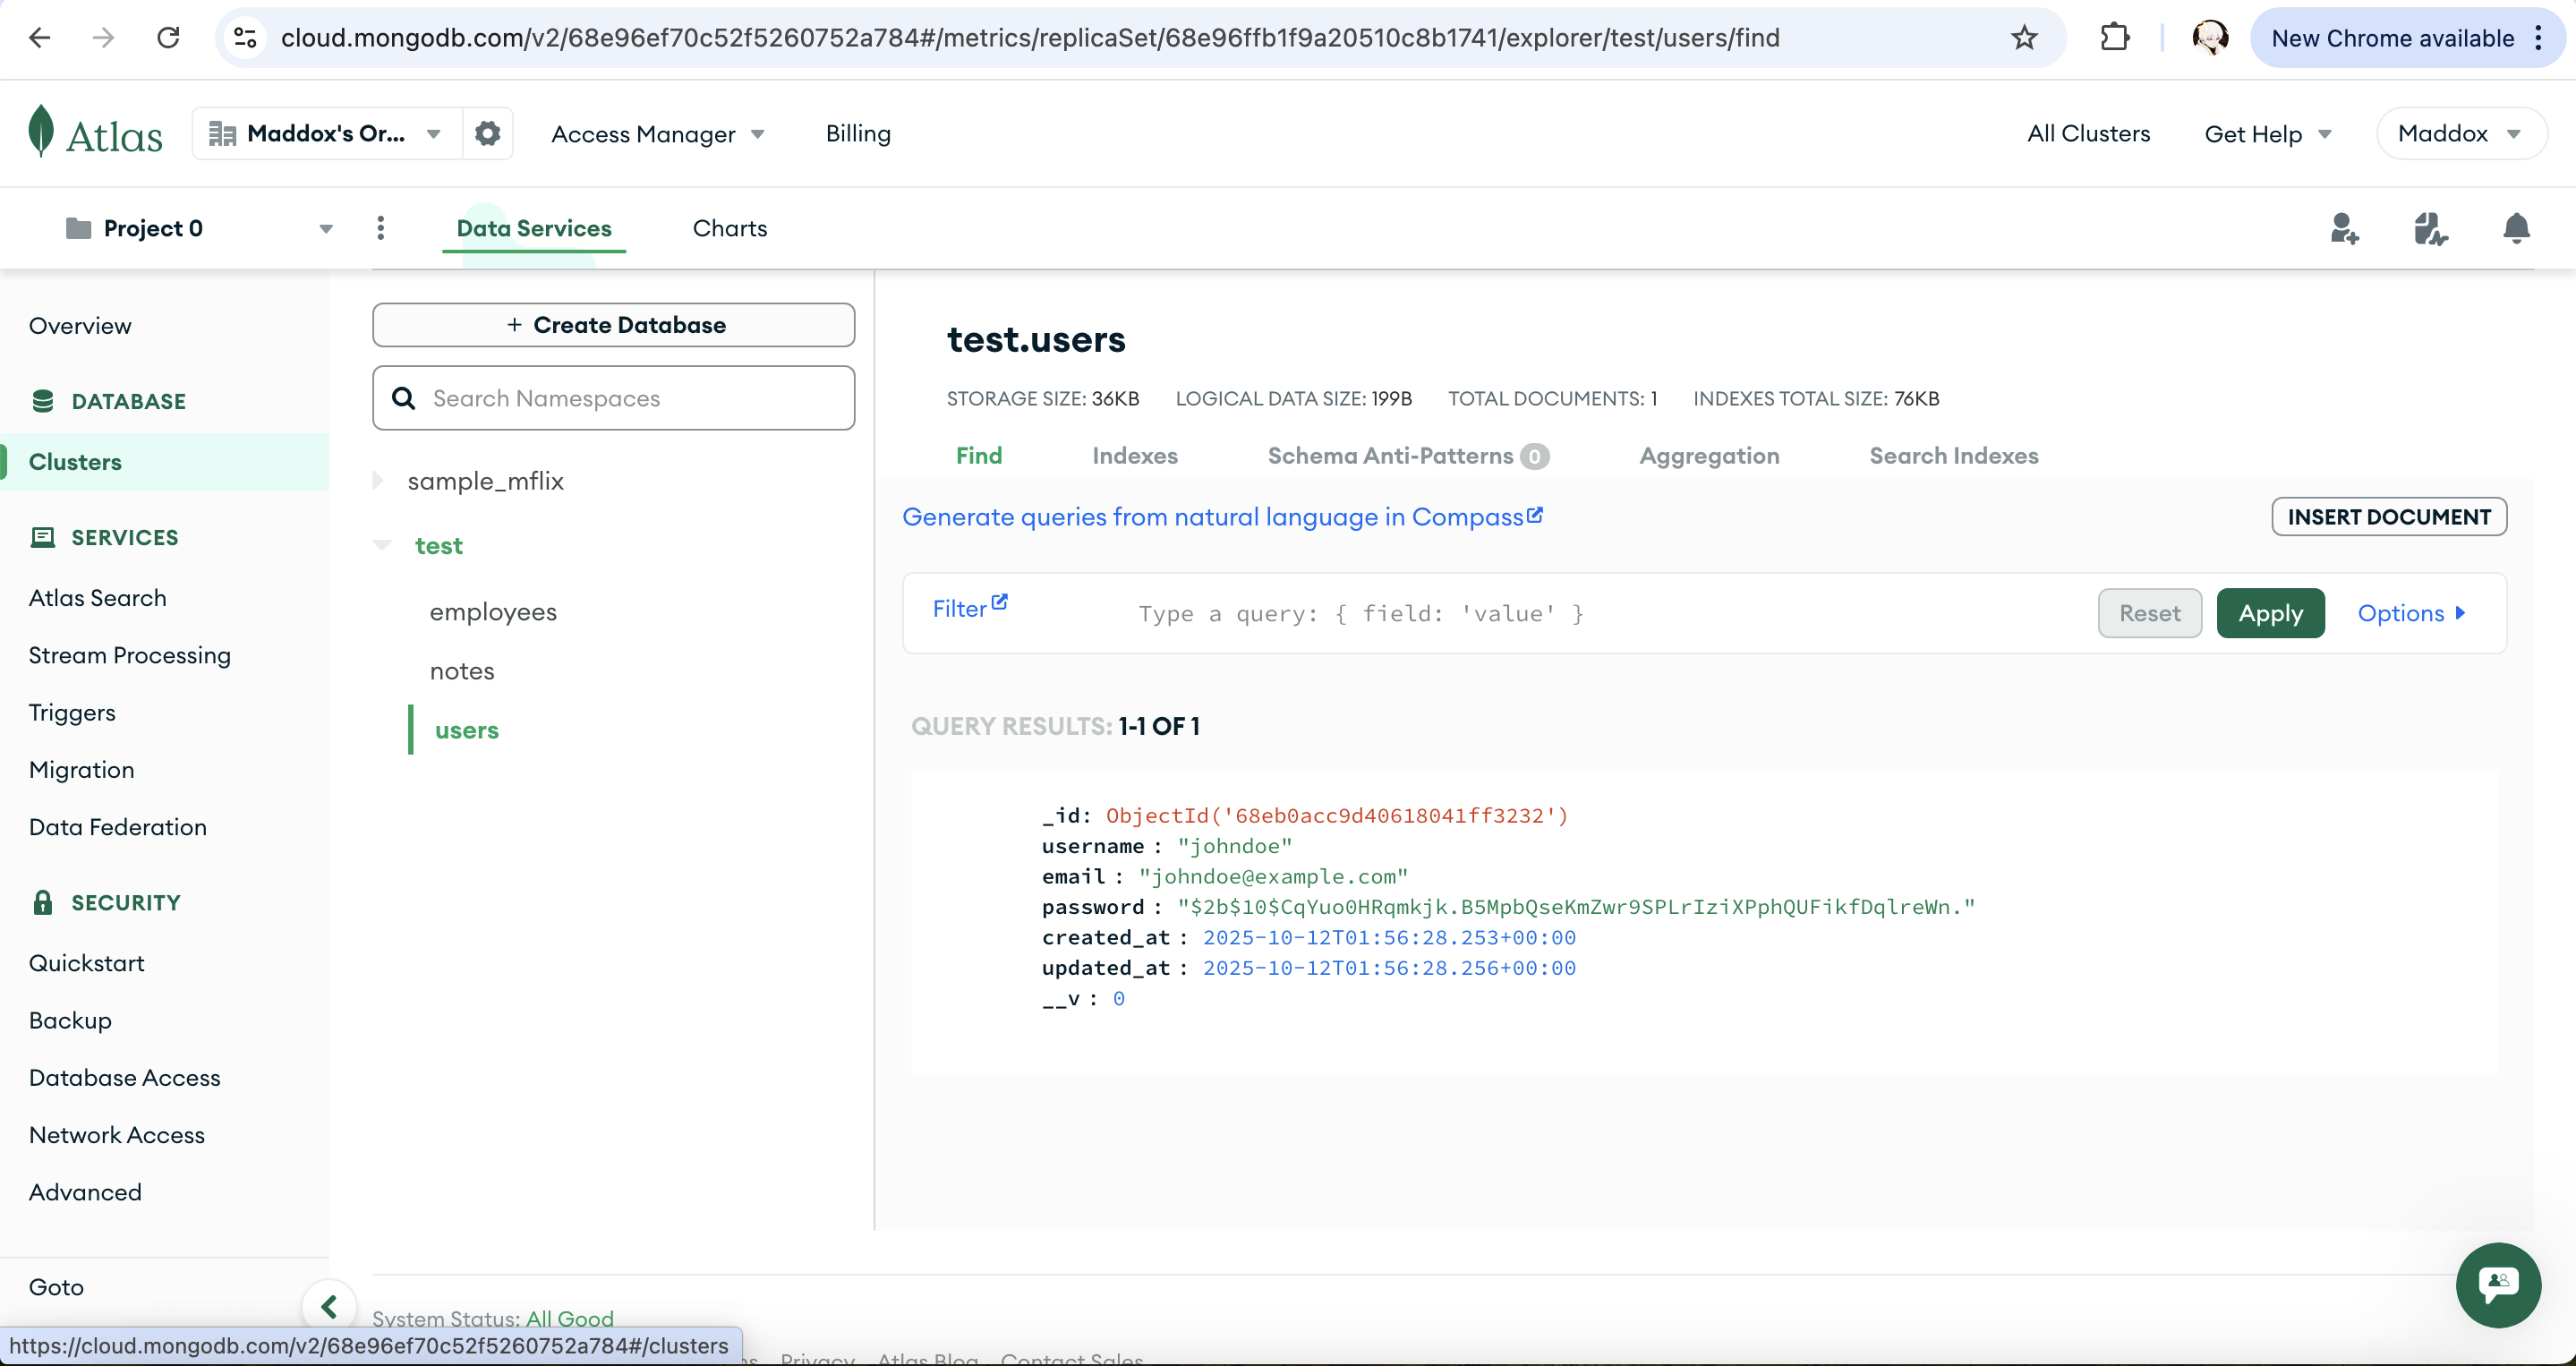 cloud.mongodb.com/v2/68e96ef70c52f5260752a784#/metrics/replicaSet/68e96ffb1f9a20510c8b1741/explorer/test/users/find
New Chrome available
Atlas
Maddox's Or...
Access Manager
Billing
All Clusters
Get Help
Maddox
Project 0
Data Services
Charts
Overview
DATABASE
Clusters
SERVICES
Atlas Search
Stream Processing
Triggers
Migration
Data Federation
SECURITY
Quickstart
Backup
Database Access
Network Access
Advanced
Goto
+ Create Database
Search Namespaces
sample_mflix
test
employees
notes
users
test.users
STORAGE SIZE: 36KB LOGICAL DATA SIZE: 199B TOTAL DOCUMENTS: 1 INDEXES TOTAL SIZE: 76KB
Find Indexes Schema Anti-Patterns 0 Aggregation Search Indexes
Generate queries from natural language in Compass
INSERT DOCUMENT
Filter
Type a query: { field: 'value' }
Reset
Apply
Options
QUERY RESULTS: 1-1 OF 1
_id: ObjectId('68eb0acc9d40618041ff3232')
username : "johndoe"
email : "johndoe@example.com"
password : "$2b$10$CqYuo0HRqmkjk.B5MpbQseKmZwr9SPLrIziXPphQUFikfDqlreWn."
created_at : 2025-10-12T01:56:28.253+00:00
updated_at : 2025-10-12T01:56:28.256+00:00
__v : 0
System Status: All Good
https://cloud.mongodb.com/v2/68e96ef70c52f5260752a784#/clusters
Privacy Atlas Blog Contact Sales